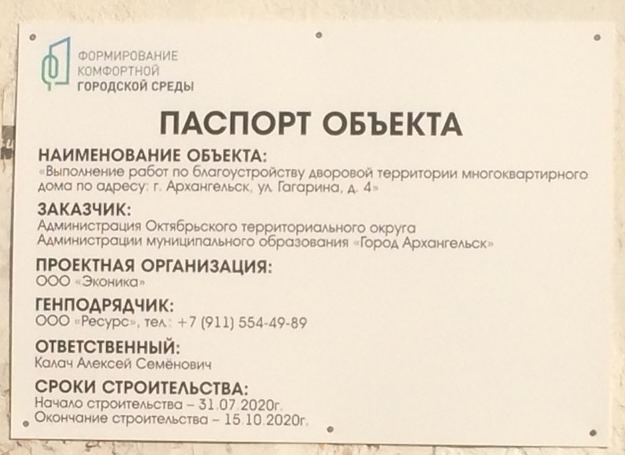 ФОРМИРОВАНИЕ
КОМФОРТНОЙ
ГОРОДСКОЙ СРЕДЫ
ПАСПОРТ ОБЪЕКТА
НАИМЕНОВАНИЕ ОБЪЕКТА:
«Выполнение работ по благоустройству дворовой территории многоквартирного
дома по адресу: г. Архангельск, ул. Гагарина, д. 4»
ЗАКАЗЧИК:
Администрация Октябрьского территориального округа
Администрации муниципального образования «Город Архангельск»
ПРОЕКТНАЯ ОРГАНИЗАЦИЯ:
ООО «Эконика»
ГЕНПОДРЯДЧИК:
ООО «Ресурс», тел.: +7 (911) 554-49-89
ОТВЕТСТВЕННЫЙ:
Калач Алексей Семёнович
СРОКИ СТРОИТЕЛЬСТВА:
Начало строительства – 31.07.2020г.
Окончание строительства – 15.10.2020г.